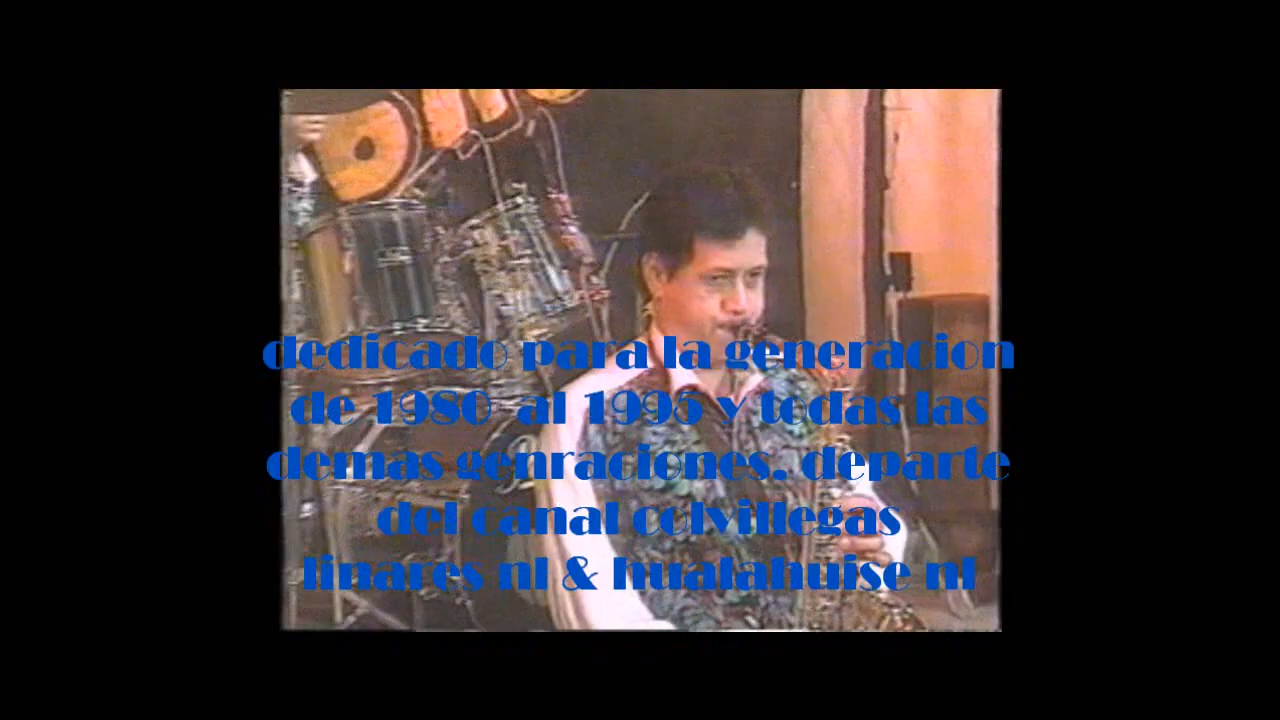 dedicado para la generacion
de 1980 al 1995 y todas las
demas genraciones. departe
del canal colvillegas
linares nl & hualahuise nl